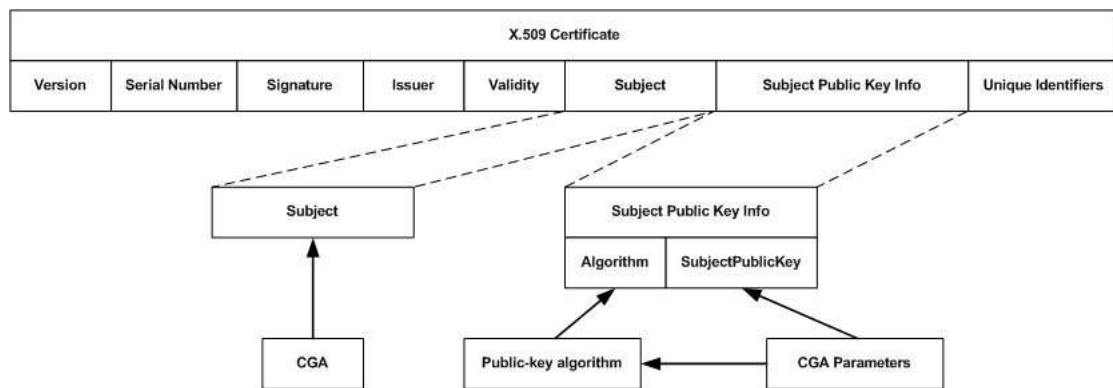 X.509 Certificate
Version
Serial Number
Signature
Issuer
Validity
Subject
Subject Public Key Info
Unique Identifiers
Subject
Subject Public Key Info
Algorithm
SubjectPublicKey
CGA
Public-key algorithm
CGA Parameters